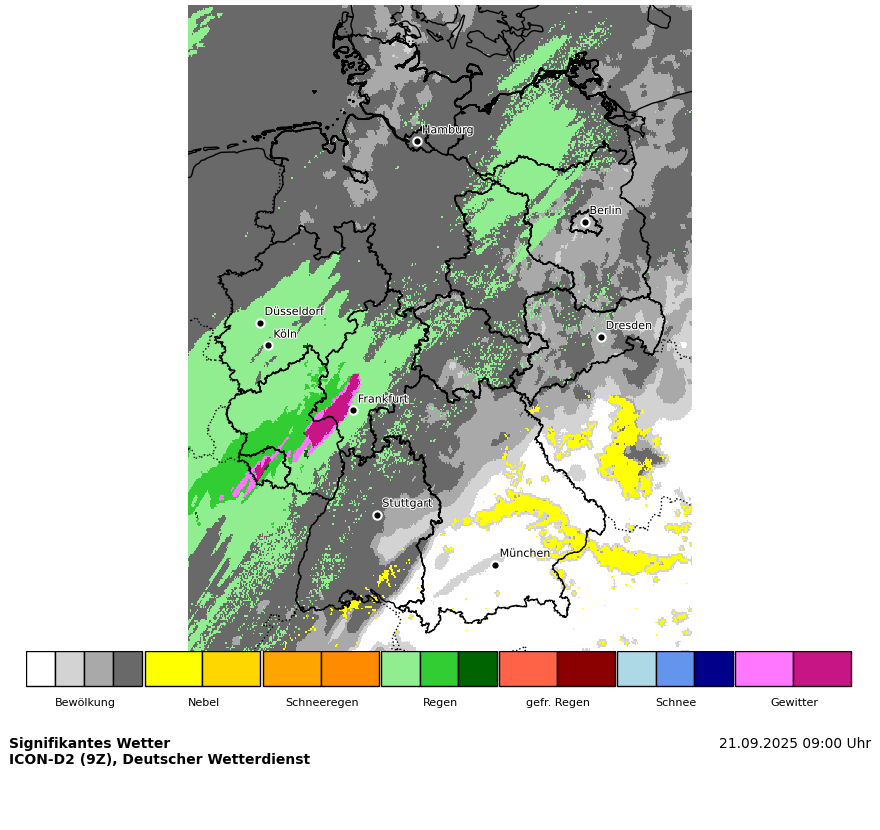 Hamburg
Berlin
Düsseldorf
Köln
Dresden
Frankfurt
Stuttgart
München
Bewölkung Nebel Schneeregen Regen gefr. Regen Schnee Gewitter
Signifikantes Wetter 21.09.2025 09:00 Uhr
ICON-D2 (9Z), Deutscher Wetterdienst